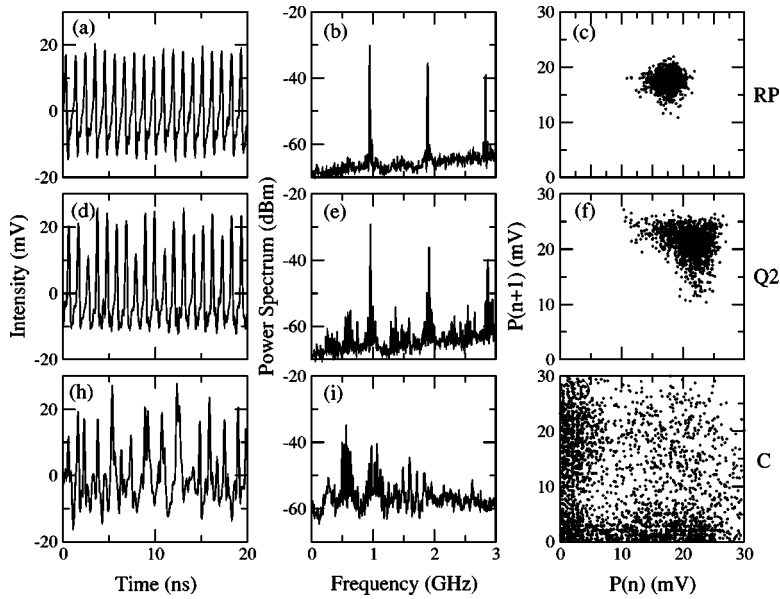 (a)
(b)
(c)
20
0
-20
-20
-40
-60
30
20
10
0
RP
(d)
(e)
(f)
20
0
-20
-20
-40
-60
30
20
10
0
Q2
(h)
(i)
20
0
-20
-20
-40
-60
30
20
10
0
C
0 10 20
0 1 2 3
0 10 20 30
Time (ns)
Frequency (GHz)
P(n) (mV)
Intensity (mV)
Power Spectrum (dBm)
P(n+1) (mV)